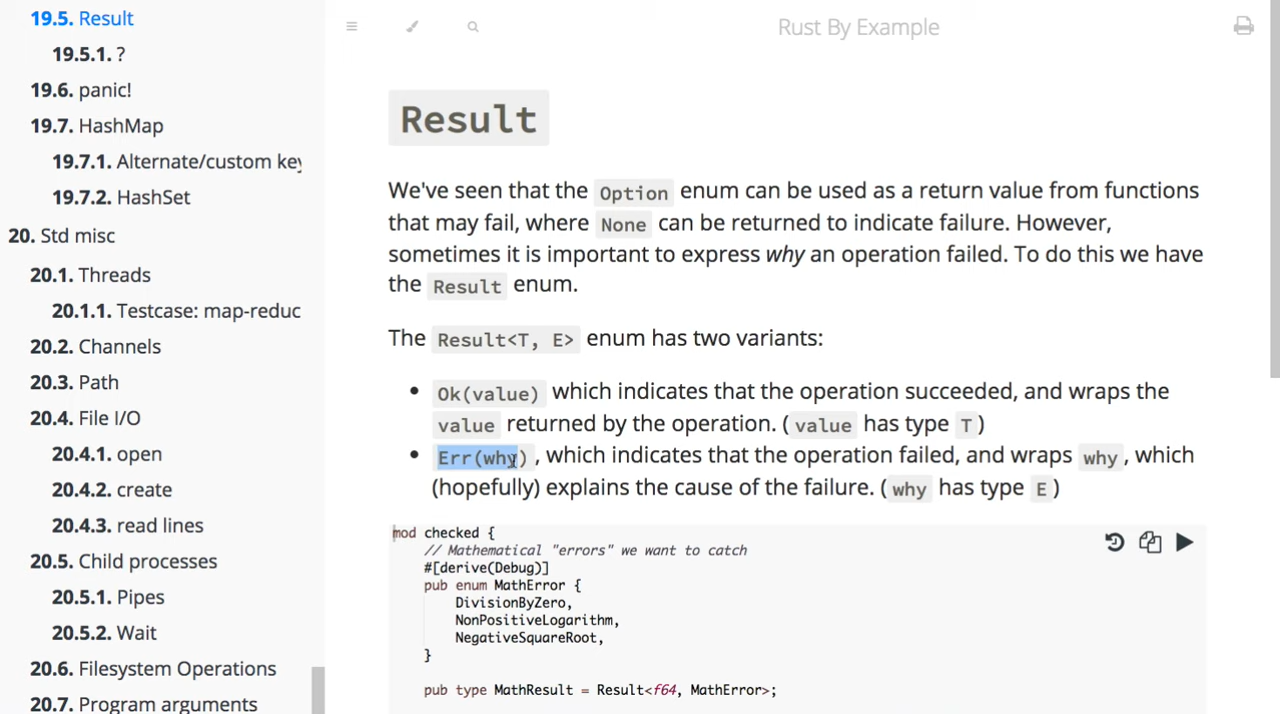 19.5. Result
19.5.1. ?
19.6. panic!
19.7. HashMap
19.7.1. Alternate/custom key
19.7.2. HashSet
20. Std misc
20.1. Threads
20.1.1. Testcase: map-reduc
20.2. Channels
20.3. Path
20.4. File I/O
20.4.1. open
20.4.2. create
20.4.3. read lines
20.5. Child processes
20.5.1. Pipes
20.5.2. Wait
20.6. Filesystem Operations
20.7. Program arguments
Rust By Example
Result
We've seen that the Option enum can be used as a return value from functions
that may fail, where None can be returned to indicate failure. However,
sometimes it is important to express why an operation failed. To do this we have
the Result enum.
The Result<T, E> enum has two variants:
• Ok(value) which indicates that the operation succeeded, and wraps the
value returned by the operation. ( value has type T )
• Err(why) , which indicates that the operation failed, and wraps why , which
(hopefully) explains the cause of the failure. ( why has type E )
mod checked {
// Mathematical "errors" we want to catch
#[derive(Debug)]
pub enum MathError {
DivisionByZero,
NonPositiveLogarithm,
NegativeSquareRoot,
}
pub type MathResult = Result<f64, MathError>;